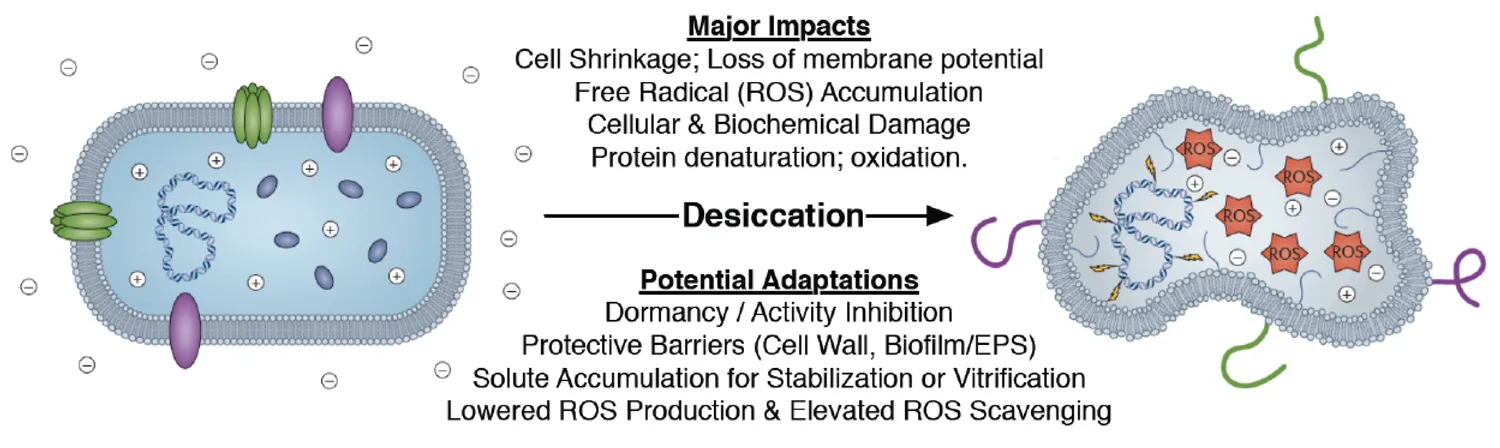 Major Impacts
Cell Shrinkage; Loss of membrane potential
Free Radical (ROS) Accumulation
Cellular & Biochemical Damage
Protein denaturation; oxidation.
Desiccation
Potential Adaptations
Dormancy / Activity Inhibition
Protective Barriers (Cell Wall, Biofilm/EPS)
Solute Accumulation for Stabilization or Vitrification
Lowered ROS Production & Elevated ROS Scavenging
ROS
ROS
ROS
ROS
ROS